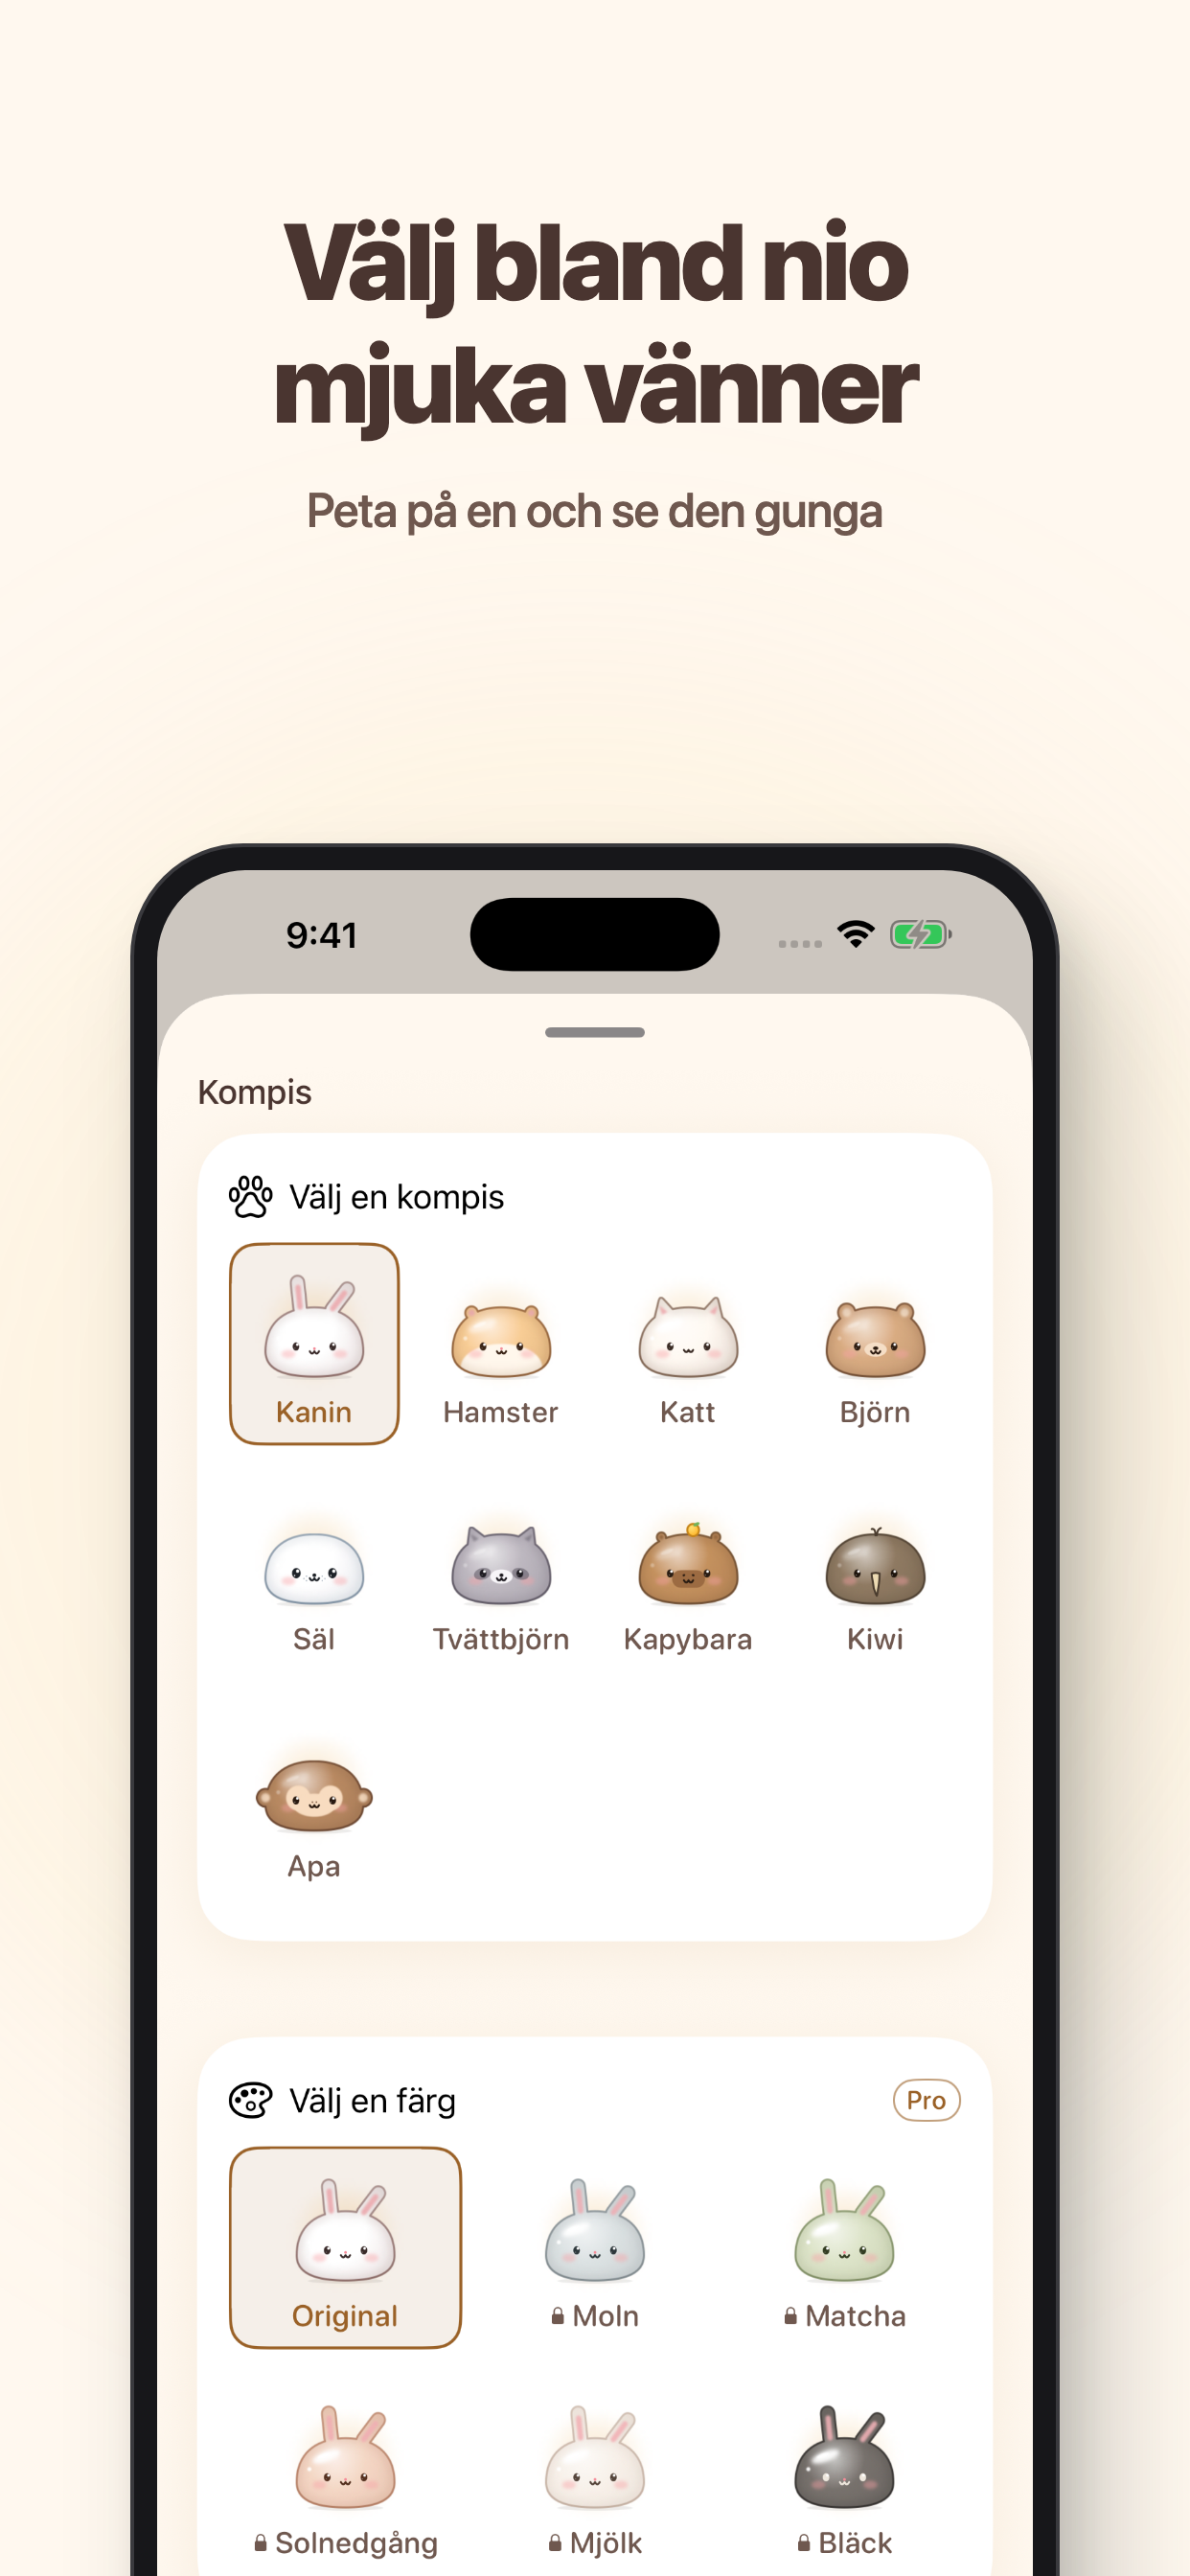 Välj bland nio
mjuka vänner
Peta på en och se den gunga
9:41
Kompis
Välj en kompis
Kanin
Hamster
Katt
Björn
Säl
Tvättbjörn
Kapybara
Kiwi
Apa
Välj en färg
Pro
Original
Moln
Matcha
Solnedgång
Mjölk
Bläck